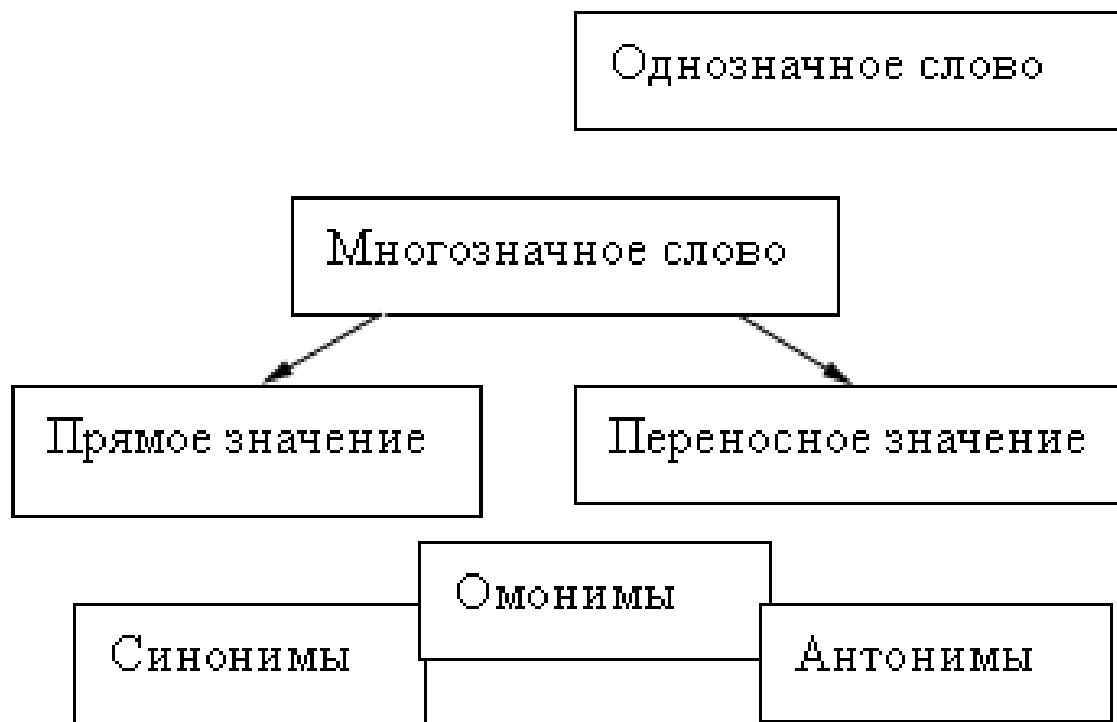 Однозначное слово
Многозначное слово
Прямое значение
Переносное значение
Омонимы
Синонимы
Антонимы